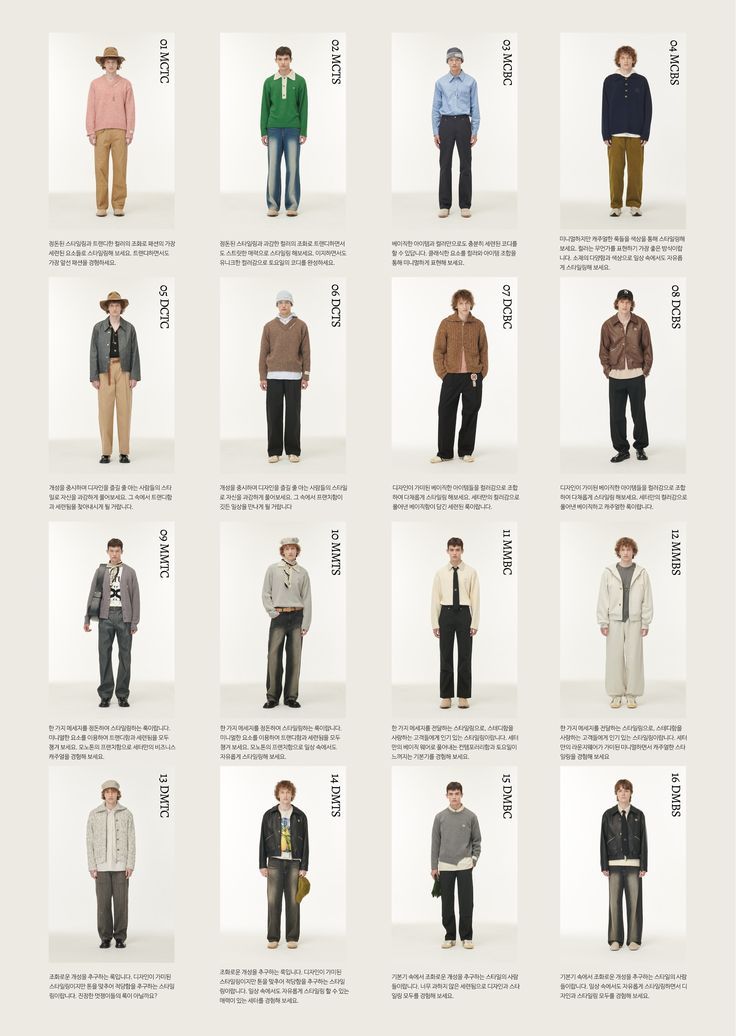 01 MCTC
정돈된 스타일링과 트렌디한 컬러의 조화로 패션의 가장
세련된 요소들로 스타일링해 보세요. 트렌디하면서도
가장 앞선 패션을 경험하세요.
02 MCTS
정돈된 스타일링과 과감한 컬러의 조화로 트렌디하면서
도 스트릿한 매력으로 스타일링 해보세요. 이지하면서도
유니크한 컬러감으로 토요일의 코디를 완성하세요.
03 MCBC
베이직한 아이템과 컬러만으로도 충분히 세련된 코디를
할 수 있답니다. 클래식한 요소를 컬러와 아이템 조합을
통해 미니멀하게 표현해 보세요.
04 MCBS
미니멀하지만 캐주얼한 룩들을 색상을 통해 스타일링해
보세요. 컬러는 무언가를 표현하기 가장 좋은 방식이랍
니다. 소재의 다양함과 색상으로 일상 속에서도 자유롭
게 스타일링해 보세요.
05 DCTC
개성을 중시하며 디자인을 즐길 줄 아는 사람들의 스타
일로 자신을 과감하게 풀어보세요. 그 속에서 트렌디함
과 세련됨을 찾아내시게 될 거랍니다.
06 DCTS
개성을 중시하며 디자인을 즐길 줄 아는 사람들의 스타일
로 자신을 과감하게 풀어보세요. 그 속에서 프렌치함이
깃든 일상을 만나게 될 거랍니다
07 DCBC
디자인이 가미된 베이직한 아이템들을 컬러감으로 조합
하여 다채롭게 스타일링 해보세요. 세터만의 컬러감으로
풀어낸 베이직함이 담긴 세련된 룩이랍니다.
08 DCBS
디자인이 가미된 베이직한 아이템들을 컬러감으로 조합
하여 다채롭게 스타일링 해보세요. 세터만의 컬러감으로
풀어낸 베이직하고 캐주얼한 룩이랍니다.
09 MMTC
한 가지 메세지를 정돈하여 스타일링하는 룩이랍니다.
미니멀한 요소를 이용하여 트렌디함과 세련됨을 모두
챙겨 보세요. 모노톤의 프렌치함으로 세터만의 비즈니스
캐주얼을 경험해 보세요.
10 MMTS
한 가지 메세지를 정돈하여 스타일링하는 룩이랍니다.
미니멀한 요소를 이용하여 트렌디함과 세련됨을 모두
챙겨 보세요. 모노톤의 프렌치함으로 일상 속에서도
자유롭게 스타일링해 보세요.
11 MMBC
한 가지 메세지를 전달하는 스타일링으로, 스테디함을
사랑하는 고객들에게 인기 있는 스타일링이랍니다. 세터
만의 베이직 웨어로 풀어내는 컨템포러리함과 토요일이
느껴지는 기본기를 경험해 보세요.
12 MMBS
한 가지 메세지를 전달하는 스타일링으로, 스테디함을
사랑하는 고객들에게 인기 있는 스타일링이랍니다. 세터
만의 라운지웨어가 가미된 미니멀하면서 캐주얼한 스타
일링을 경험해 보세요
13 DMTC
조화로운 개성을 추구하는 룩입니다. 디자인이 가미된
스타일링이지만 톤을 맞추어 적당함을 추구하는 스타일
링이랍니다. 진정한 멋쟁이들의 룩이 아닐까요?
14 DMTS
조화로운 개성을 추구하는 룩입니다. 디자인이 가미된
스타일링이지만 톤을 맞추어 적당함을 추구하는 스타일
링이랍니다. 일상 속에서도 자유롭게 스타일링 할 수 있는
매력이 있는 세터를 경험해 보세요.
15 DMBC
기본기 속에서 조화로운 개성을 추구하는 스타일의 사람
들이랍니다. 너무 과하지 않은 세련됨으로 디자인과 스타
일링 모두를 경험해 보세요.
16 DMBS
기본기 속에서 조화로운 개성을 추구하는 스타일의 사람
들이랍니다. 일상 속에서도 자유롭게 스타일링하면서 디
자인과 스타일링 모두를 경험해 보세요.